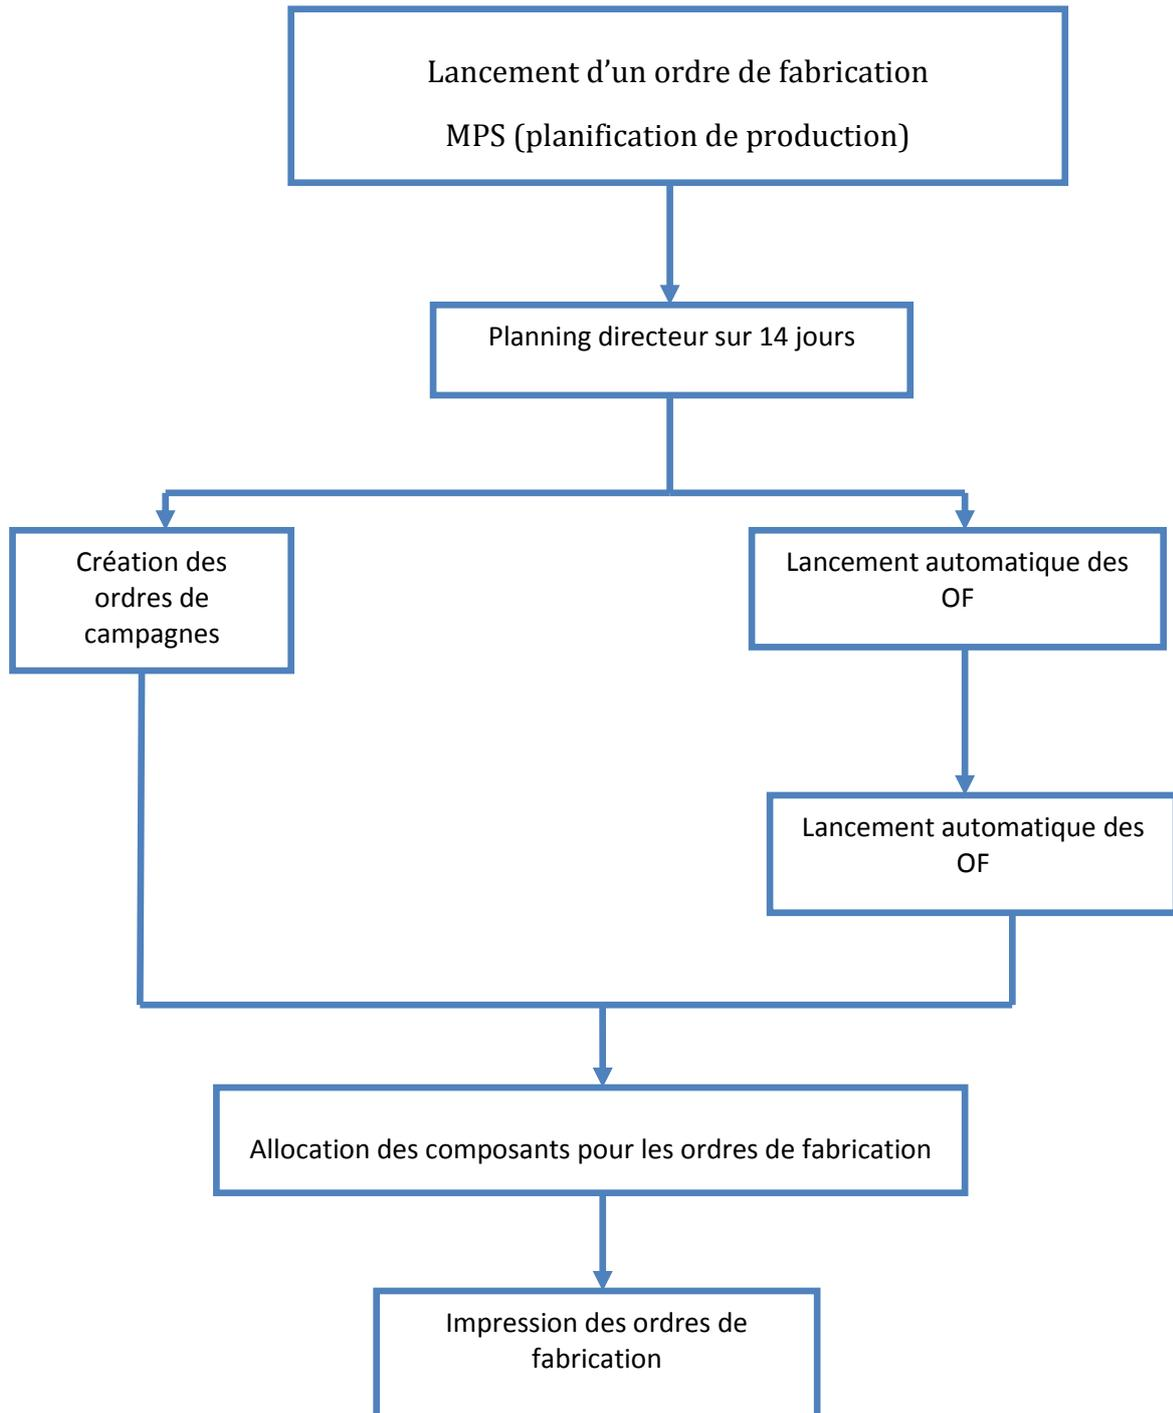 Lancement d’un ordre de fabrication
MPS (planification de production)
Planning directeur sur 14 jours
Création des
ordres de
campagnes
Lancement automatique des
OF
Lancement automatique des
OF
Allocation des composants pour les ordres de fabrication
Impression des ordres de
fabrication